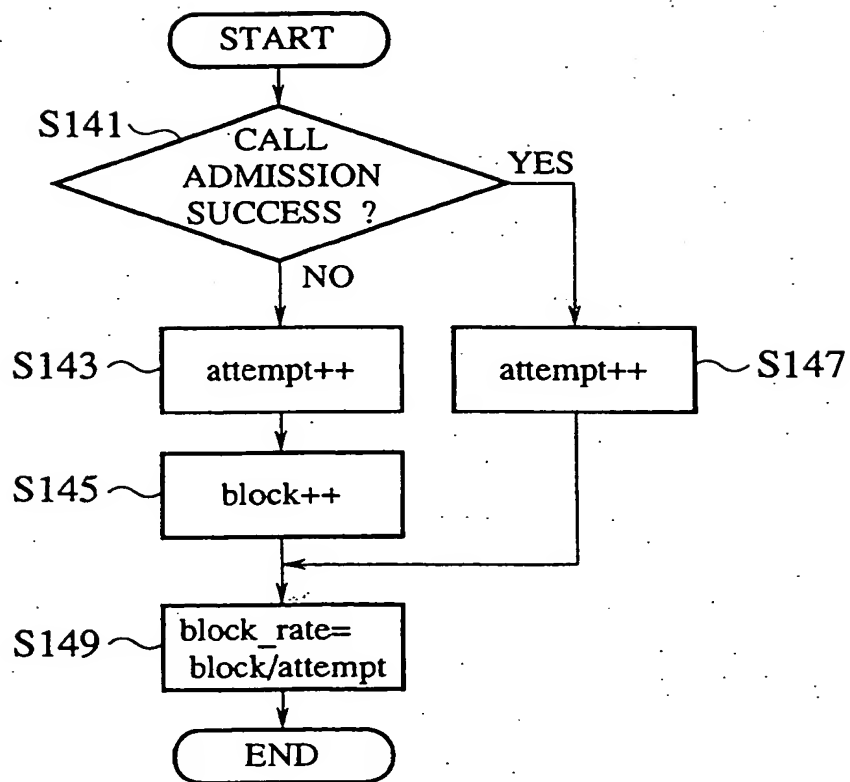 START
S141
CALL
ADMISSION
SUCCESS ?
YES
NO
S143
attempt++
attempt++
S147
S145
block++
S149
block_rate=
block/attempt
END